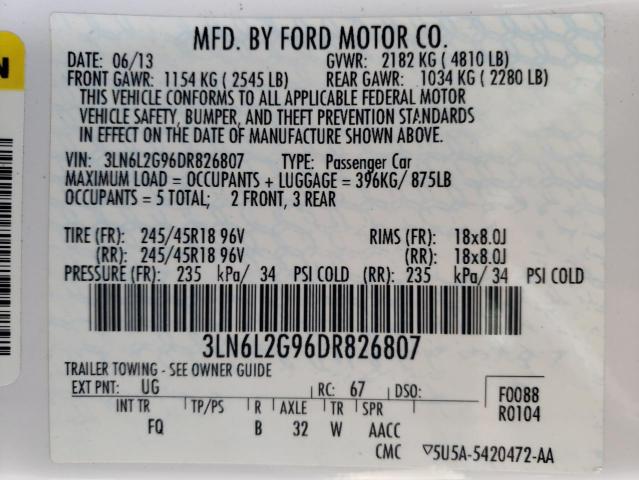 MFD. BY FORD MOTOR CO.
DATE: 06/13 GVWR: 2182 KG ( 4810 LB)
FRONT GAWR: 1154 KG ( 2545 LB) REAR GAWR: 1034 KG ( 2280 LB)
THIS VEHICLE CONFORMS TO ALL APPLICABLE FEDERAL MOTOR
VEHICLE SAFETY, BUMPER, AND THEFT PREVENTION STANDARDS
IN EFFECT ON THE DATE OF MANUFACTURE SHOWN ABOVE.
VIN: 3LN6L2G96DR826807 TYPE: Passenger Car
MAXIMUM LOAD = OCCUPANTS + LUGGAGE = 396KG/ 875LB
OCCUPANTS = 5 TOTAL; 2 FRONT, 3 REAR
TIRE (FR): 245/45R18 96V RIMS (FR): 18x8.0J
(RR): 245/45R18 96V (RR): 18x8.0J
PRESSURE (FR): 235 kPa/ 34 PSI COLD (RR): 235 kPa/ 34 PSI COLD
3LN6L2G96DR826807
TRAILER TOWING - SEE OWNER GUIDE
EXT PNT: UG RC: 67 DSO: F0088
INT TR TP/PS R AXLE TR SPR R0104
FQ B 32 W AACC
CMC ▽5U5A-5420472-AA
N